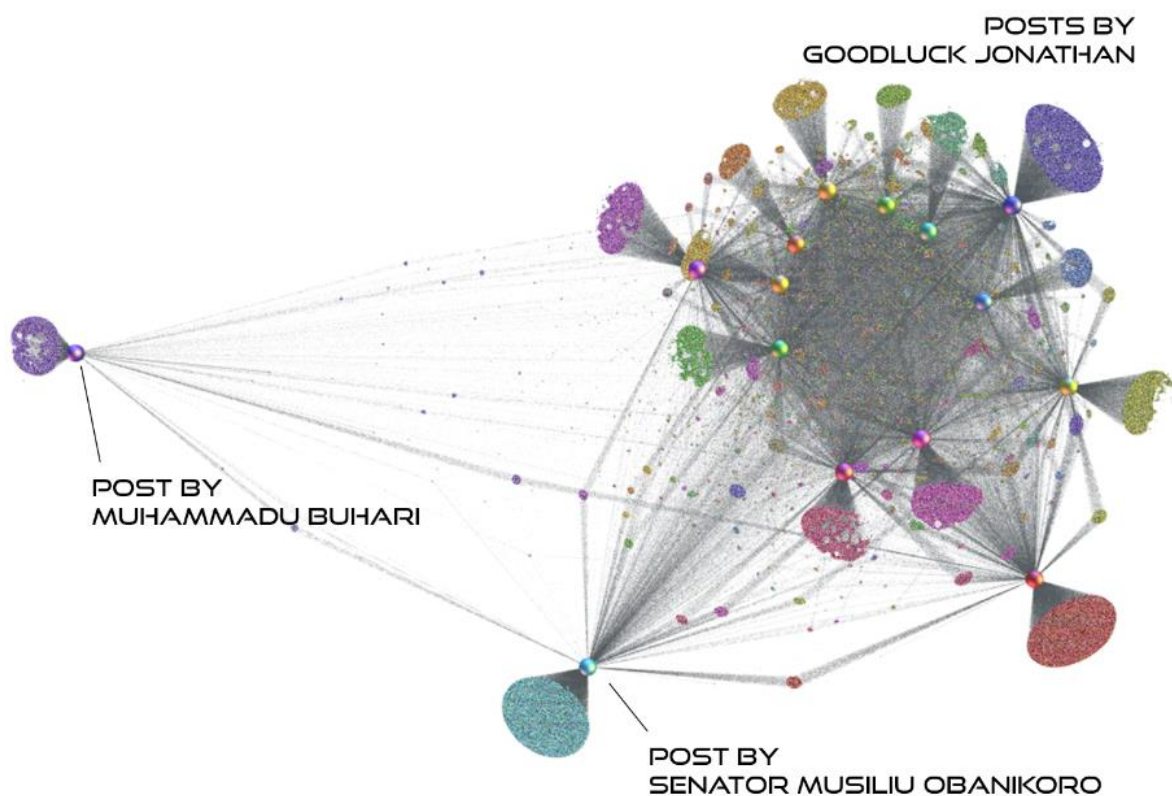 POSTS BY
GOODLUCK JONATHAN
POST BY
MUHAMMADU BUHARI
POST BY
SENATOR MUSILIU OBANIKORO